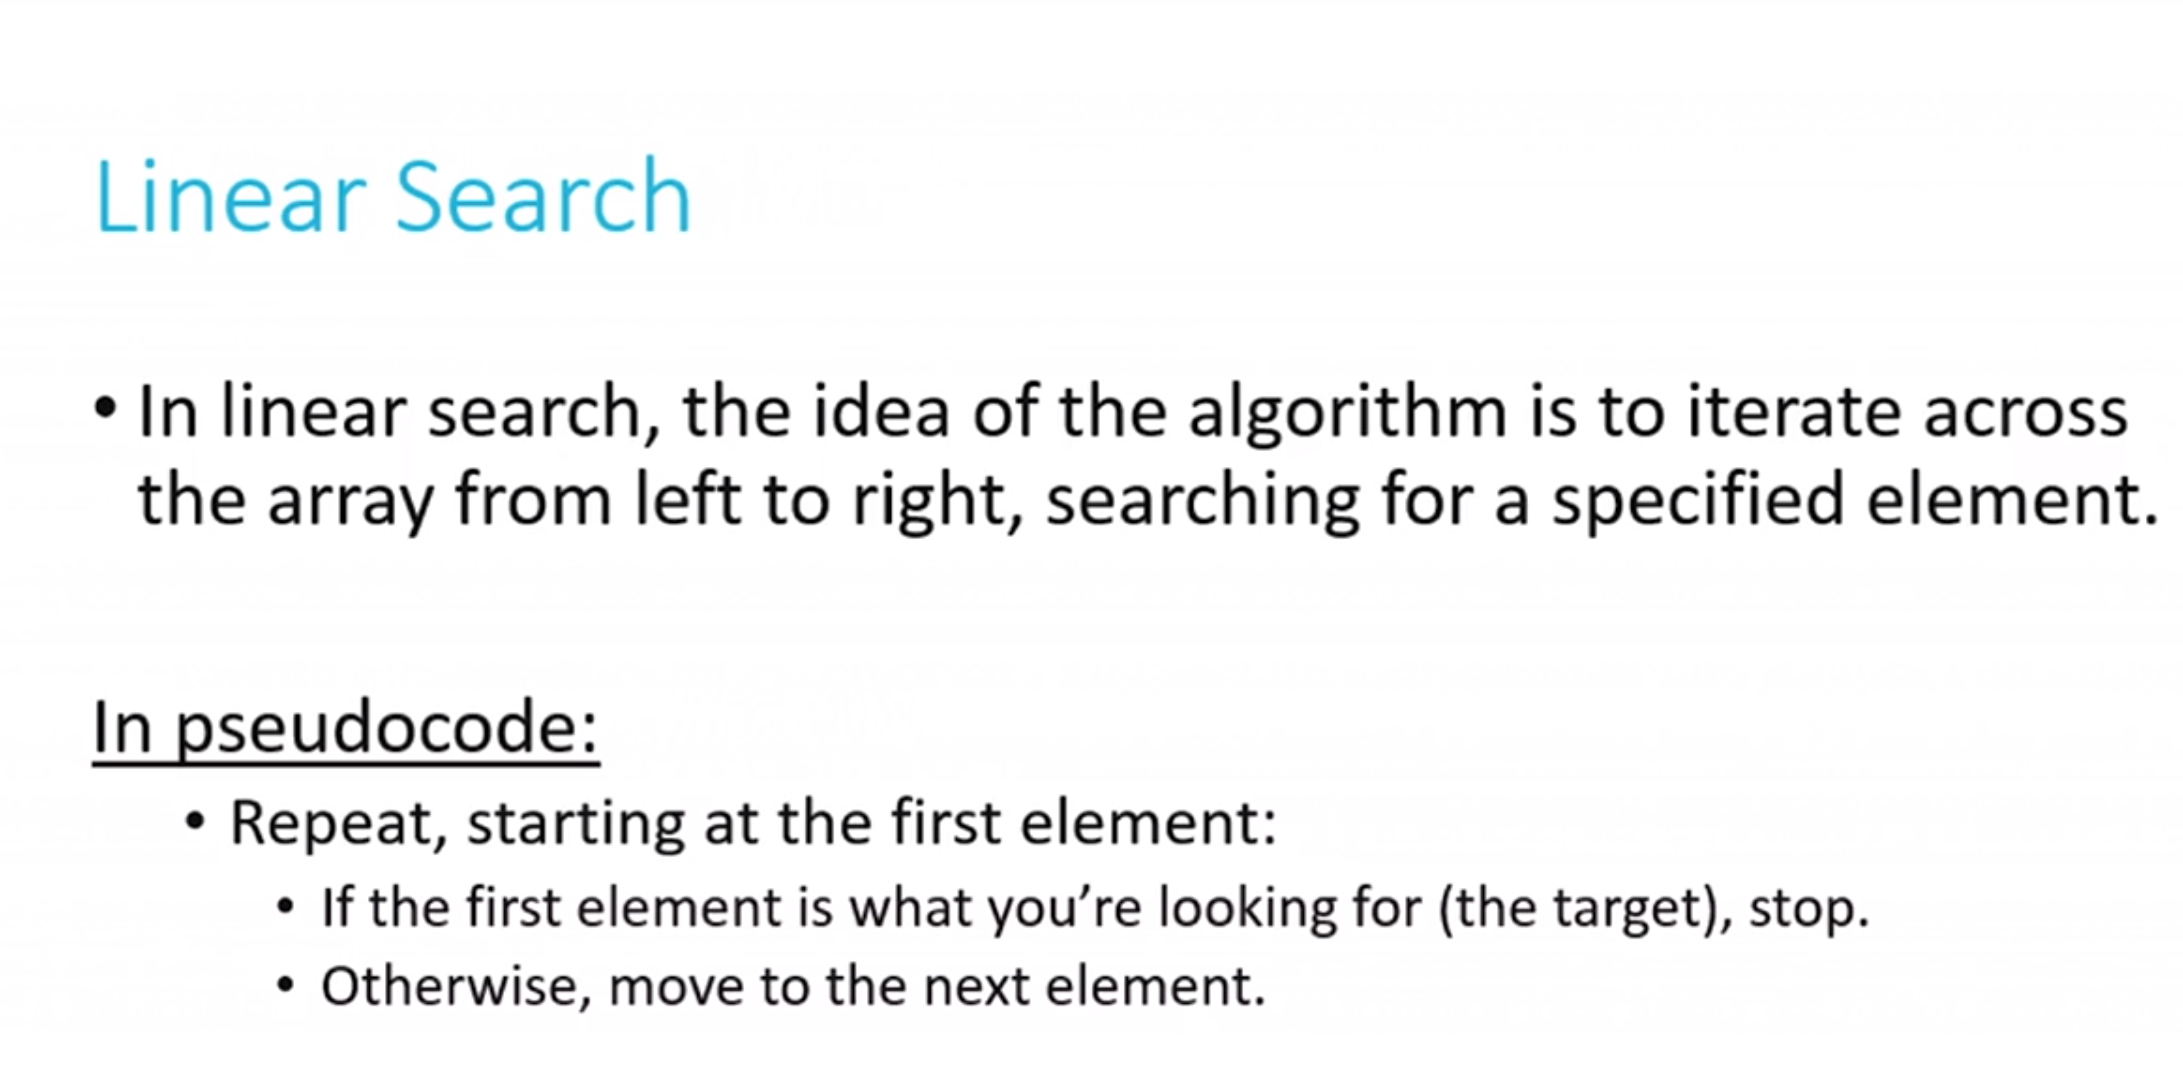 Linear Search
• In linear search, the idea of the algorithm is to iterate across
the array from left to right, searching for a specified element.
In pseudocode:
• Repeat, starting at the first element:
• If the first element is what you’re looking for (the target), stop.
• Otherwise, move to the next element.